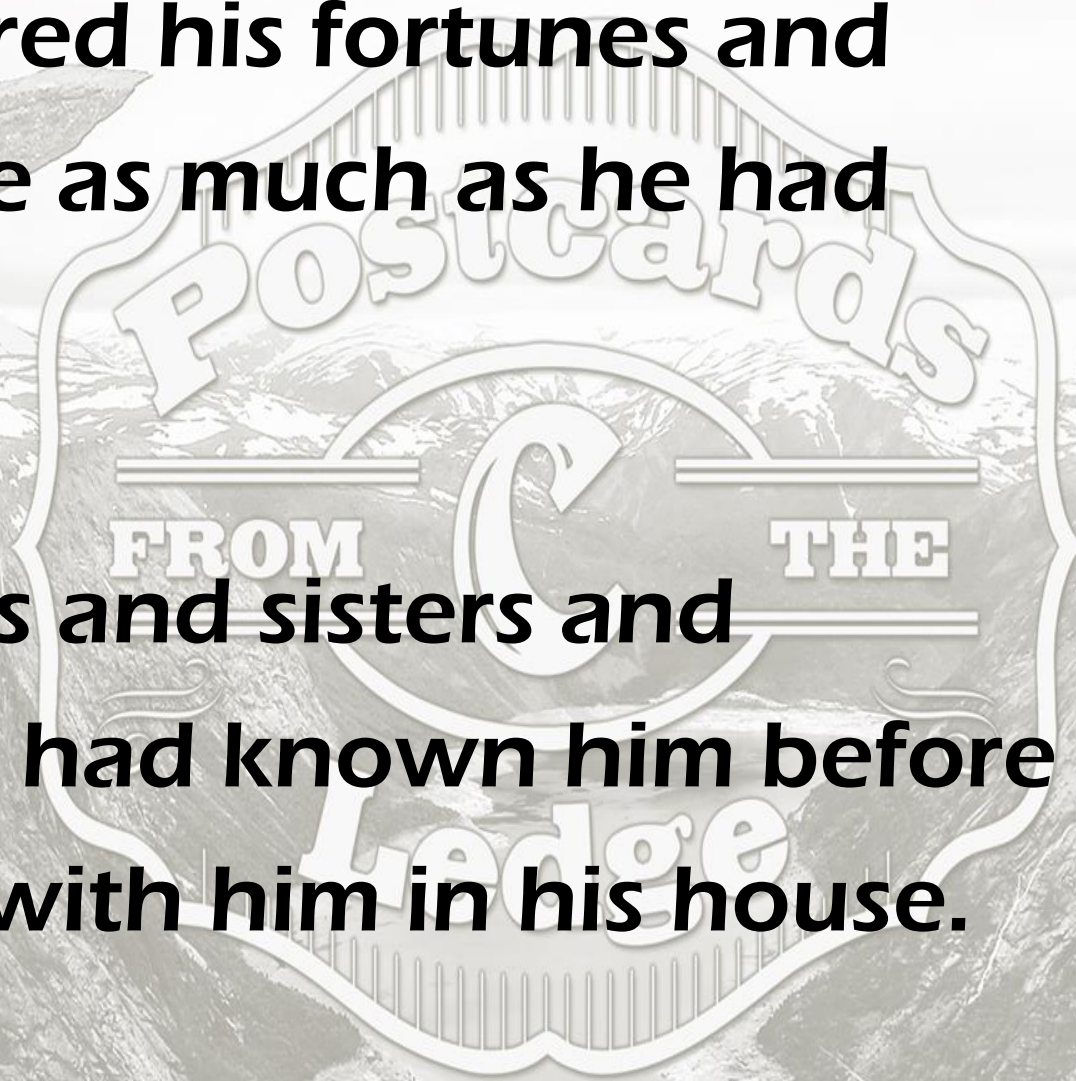 his fortunes and
as much as he had
Postcards
FROM C THE
and sisters and
had known him before
Ledge
with him in his house.